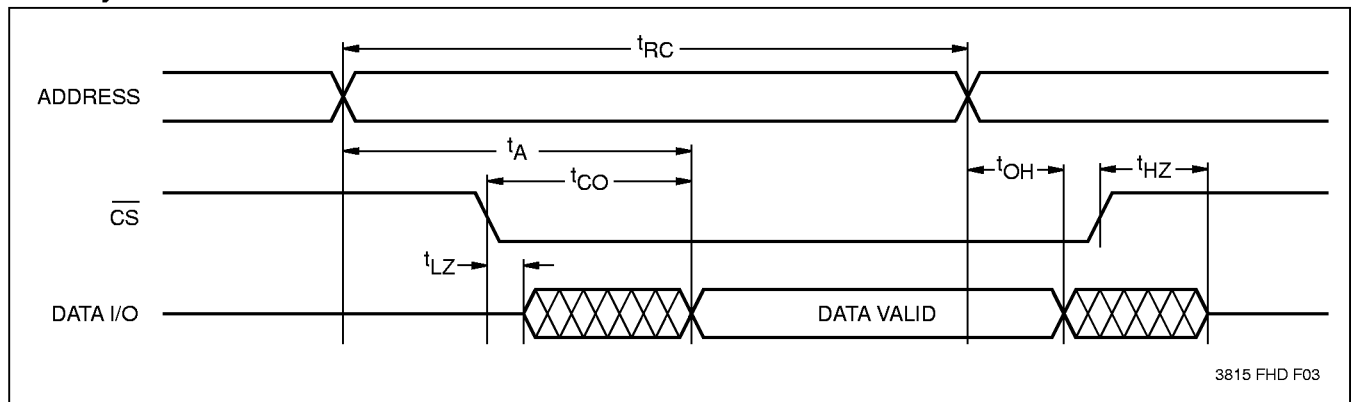 tRC
ADDRESS
tA
tCO
tOH
tHZ
CS
tLZ
DATA I/O
DATA VALID
3815 FHD F03